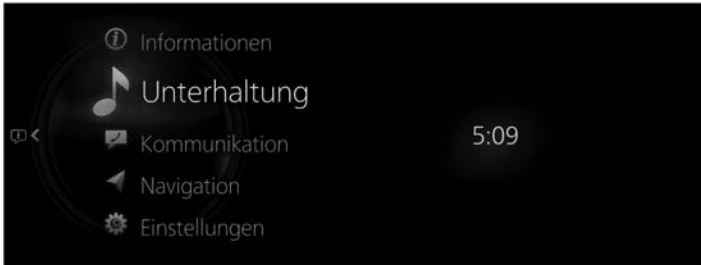 Informationen
Unterhaltung
Kommunikation
Navigation
Einstellungen
5:09